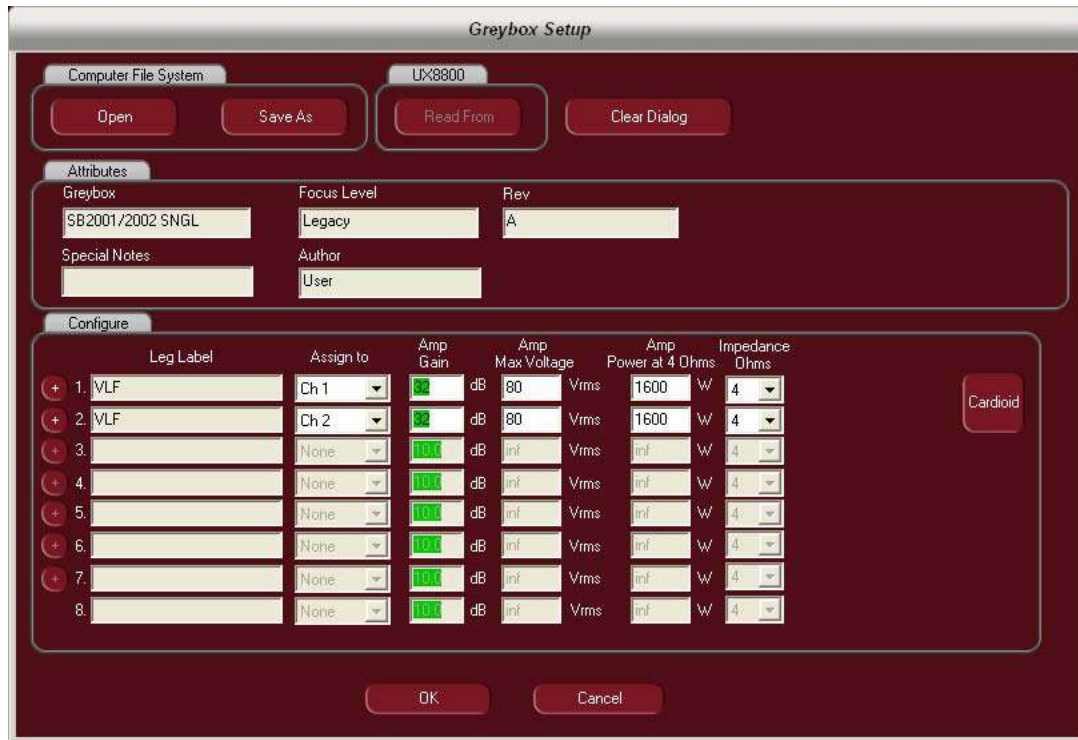 Greybox Setup
Computer File System
UX8800
Open
Save As
Read From
Clear Dialog
Attributes
Greybox
Focus Level
Rev
SB2001/2002 SNGL
Legacy
A
Special Notes
Author
User
Configure
Leg Label
Assign to
Amp Gain
Amp Max Voltage
Amp Power at 4 Ohms
Impedance Ohms
+ 1. VLF Ch 1 32 dB 80 Vrms 1600 W 4
+ 2. VLF Ch 2 32 dB 80 Vrms 1600 W 4
+ 3. None 10.0 dB inf Vrms inf W 4
+ 4. None 10.0 dB inf Vrms inf W 4
+ 5. None 10.0 dB inf Vrms inf W 4
+ 6. None 10.0 dB inf Vrms inf W 4
+ 7. None 10.0 dB inf Vrms inf W 4
8. None 10.0 dB inf Vrms inf W 4
Cardioid
OK
Cancel